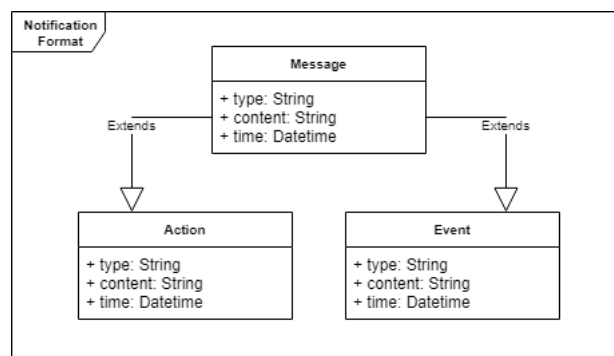 Notification
Format
Message
+ type: String
+ content: String
+ time: Datetime
Extends
Extends
Action
+ type: String
+ content: String
+ time: Datetime
Event
+ type: String
+ content: String
+ time: Datetime